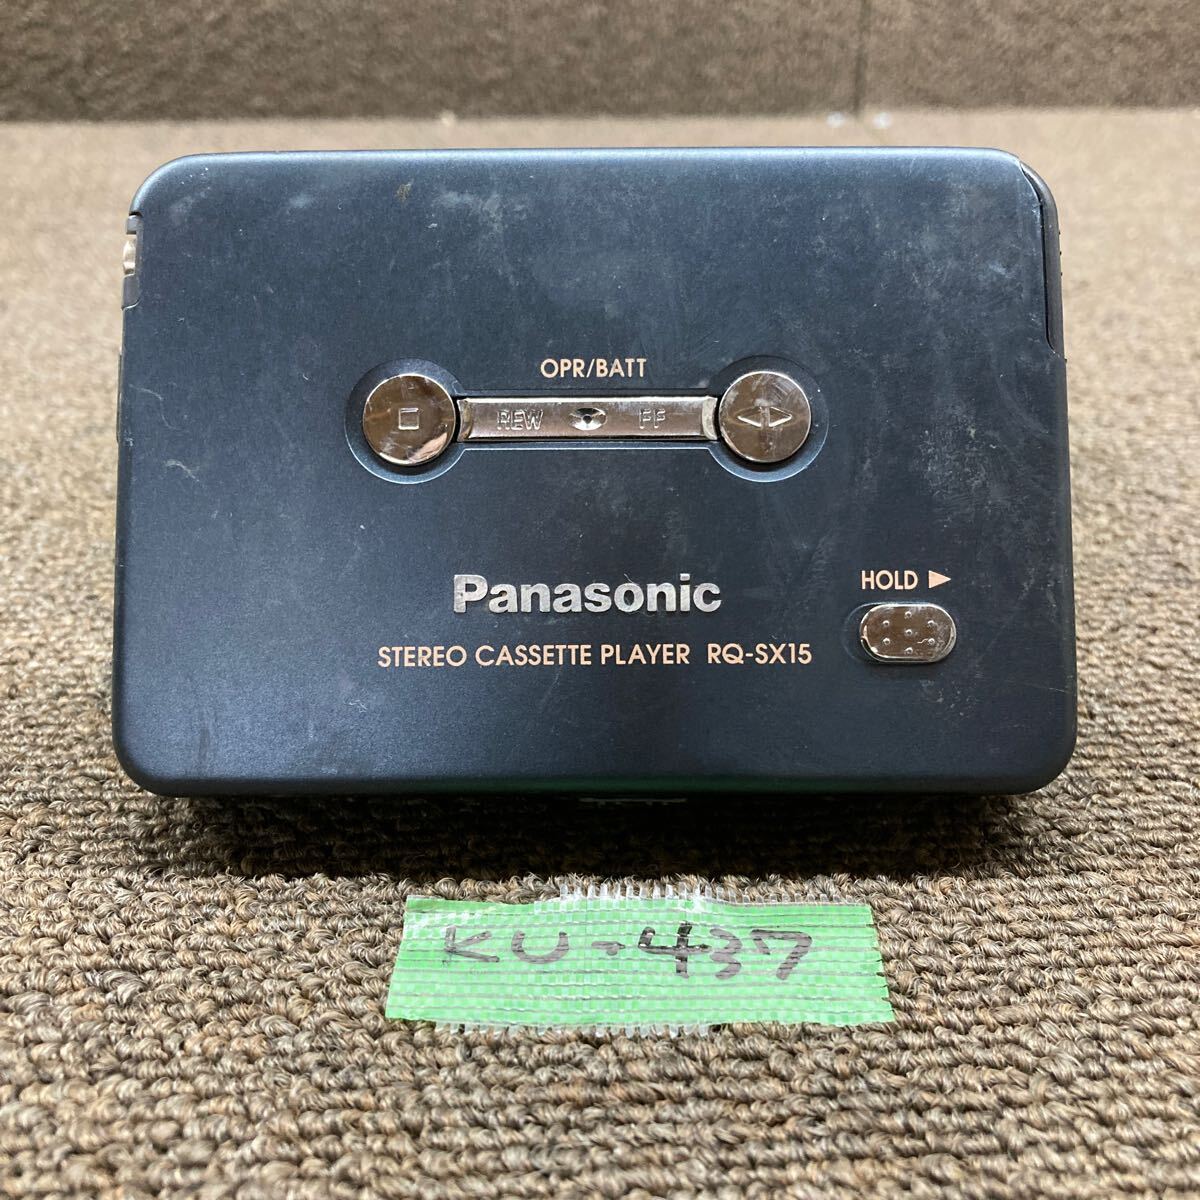 OPR/BATT
REW FF
Panasonic
HOLD
STEREO CASSETTE PLAYER RQ-SX15
KU-437